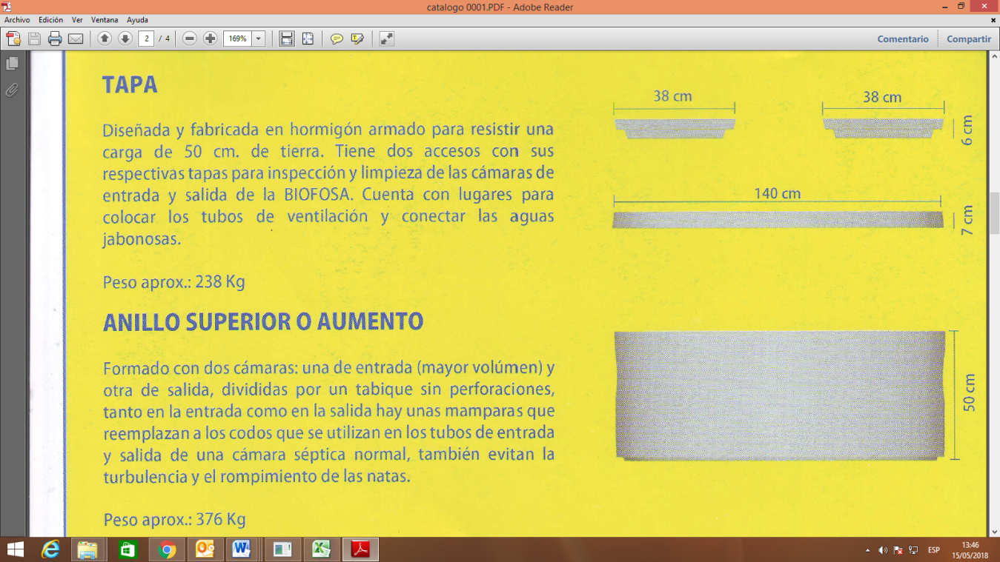 catalogo 0001.PDF - Adobe Reader
Archivo Edición Ver Ventana Ayuda
2 / 4 169% Comentario Compartir
TAPA
Diseñada y fabricada en hormigón armado para resistir una
carga de 50 cm. de tierra. Tiene dos accesos con sus
respectivas tapas para inspección y limpieza de las cámaras de
entrada y salida de la BIOFOSA. Cuenta con lugares para
colocar los tubos de ventilación y conectar las aguas
jabonosas.
Peso aprox.: 238 Kg
38 cm
38 cm
6 cm
140 cm
7 cm
ANILLO SUPERIOR O AUMENTO
Formado con dos cámaras: una de entrada (mayor volúmen) y
otra de salida, divididas por un tabique sin perforaciones,
tanto en la entrada como en la salida hay unas mamparas que
reemplazan a los codos que se utilizan en los tubos de entrada
y salida de una cámara séptica normal, también evitan la
turbulencia y el rompimiento de las natas.
Peso aprox.: 376 Kg
50 cm
ESP
13:46
15/05/2018